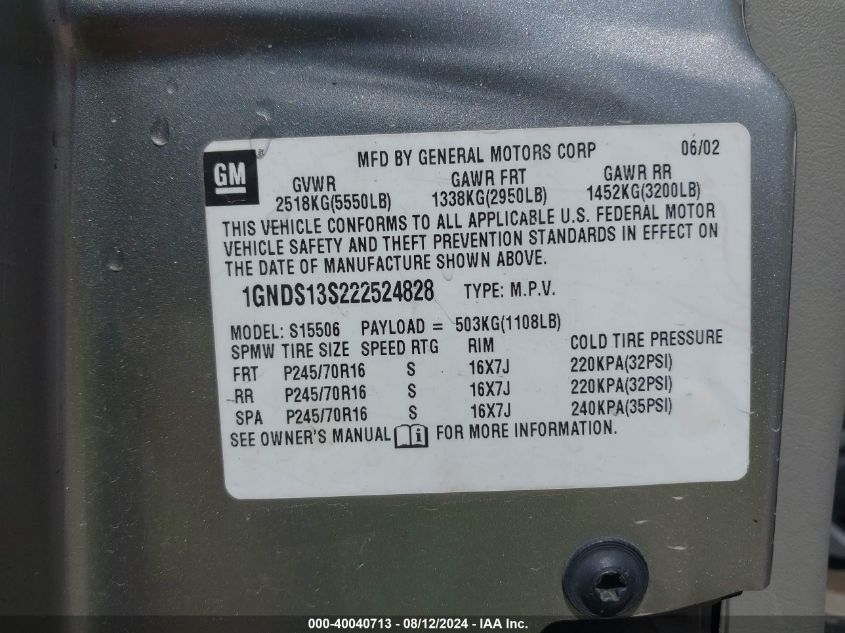 MFD BY GENERAL MOTORS CORP 06/02
GM
GVWR GAWR FRT GAWR RR
2518KG(5550LB) 1338KG(2950LB) 1452KG(3200LB)
THIS VEHICLE CONFORMS TO ALL APPLICABLE U.S. FEDERAL MOTOR
VEHICLE SAFETY AND THEFT PREVENTION STANDARDS IN EFFECT ON
THE DATE OF MANUFACTURE SHOWN ABOVE.
1GNDS13S222524828 TYPE: M.P.V.
MODEL: S15506 PAYLOAD = 503KG(1108LB)
SPMW TIRE SIZE SPEED RTG RIM COLD TIRE PRESSURE
FRT P245/70R16 S 16X7J 220KPA(32PSI)
RR P245/70R16 S 16X7J 220KPA(32PSI)
SPA P245/70R16 S 16X7J 240KPA(35PSI)
SEE OWNER'S MANUAL i FOR MORE INFORMATION.
000-40040713 - 08/12/2024 - IAA Inc.